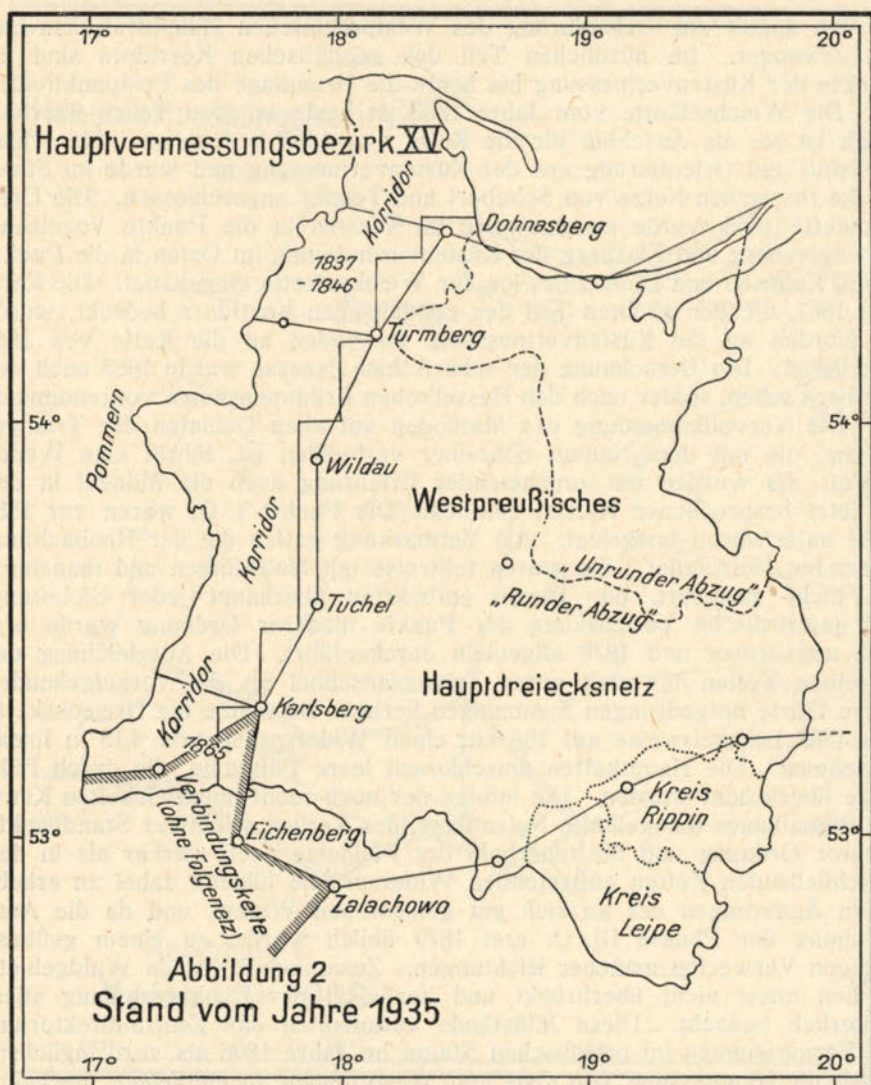 17°
18°
19°
20°
Hauptvermessungsbezirk XV
Korridor
Dohnasberg
1837
-1846
Turmberg
54°
54°
Pommern
Wildau
Korridor
Westpreußisches
„Unrunder Abzug”
„Runder Abzug”
Tuchel
Korridor
Hauptdreiecksnetz
Karlsberg
1865
Verbindungskette
(ohne Folgenetz)
Kreis
Rippin
53°
53°
Eichenberg
Kreis
Leipe
Zalachowo
Abbildung 2
Stand vom Jahre 1935
17°
18°
19°
20°